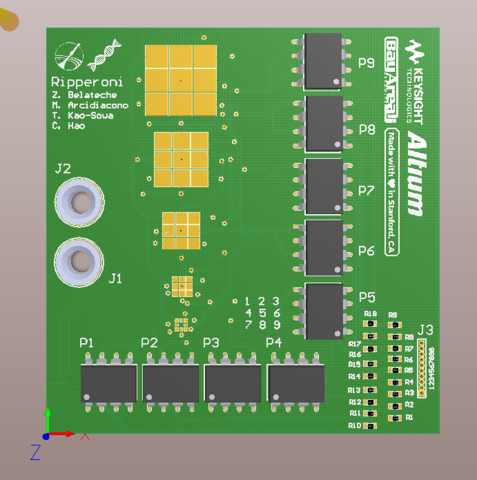 Ripperoni
Z. Belateche
M. Arcidiacono
T. Kao-Sowa
C. Hao
J2
J1
P9
P8
P7
P6
P5
BayArea
KEYSIGHT
TECHNOLOGIES
Altium
Made with ❤ in Stanford, CA
1 2 3
4 5 6
7 8 9
P1
P2
P3
P4
R18
R9
R17
R8
R16
R7
R15
R6
R14
R5
R13
R4
R12
R3
R11
R2
R10
R1
J3
12345678910
Z
X